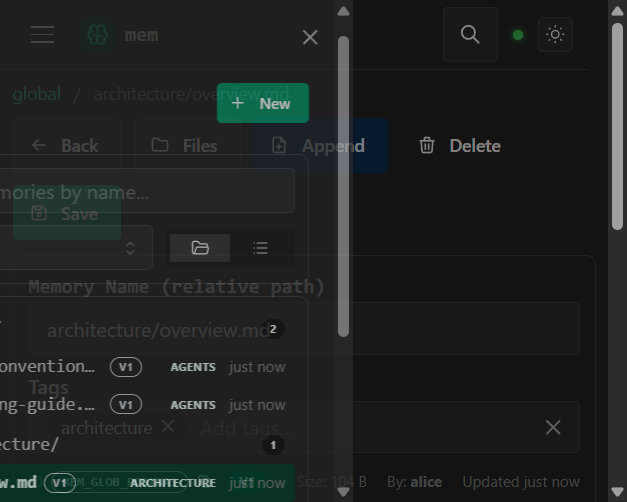 mem
global / architecture/overview.md
+ New
Back Files Append Delete
mories by name...
Save
Memory Name (relative path)
architecture/overview.md 2
onvention... V1 AGENTS just now
Tags
ng-guide.... V1 AGENTS just now
architecture Add tags...
ecture/ 1
w.md V1 ARCHITECTURE just now
Size: 104 B By: alice Updated just now